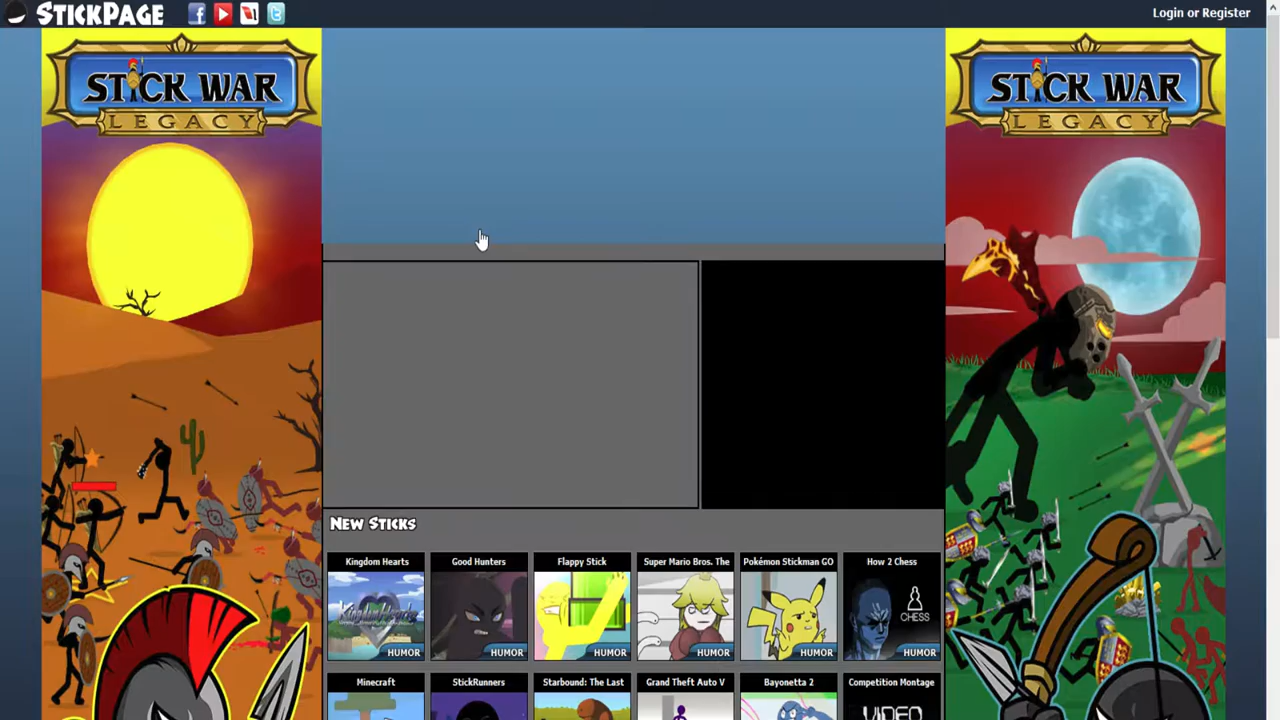 StickPage
Login or Register
STICK WAR
LEGACY
STICK WAR
LEGACY
New Sticks
Kingdom Hearts
Good Hunters
Flappy Stick
Super Mario Bros. The
Pokémon Stickman GO
How 2 Chess
CHESS
HUMOR
HUMOR
HUMOR
HUMOR
HUMOR
HUMOR
Minecraft
StickRunners
Starbound: The Last
Grand Theft Auto V
Bayonetta 2
Competition Montage
VIDEO